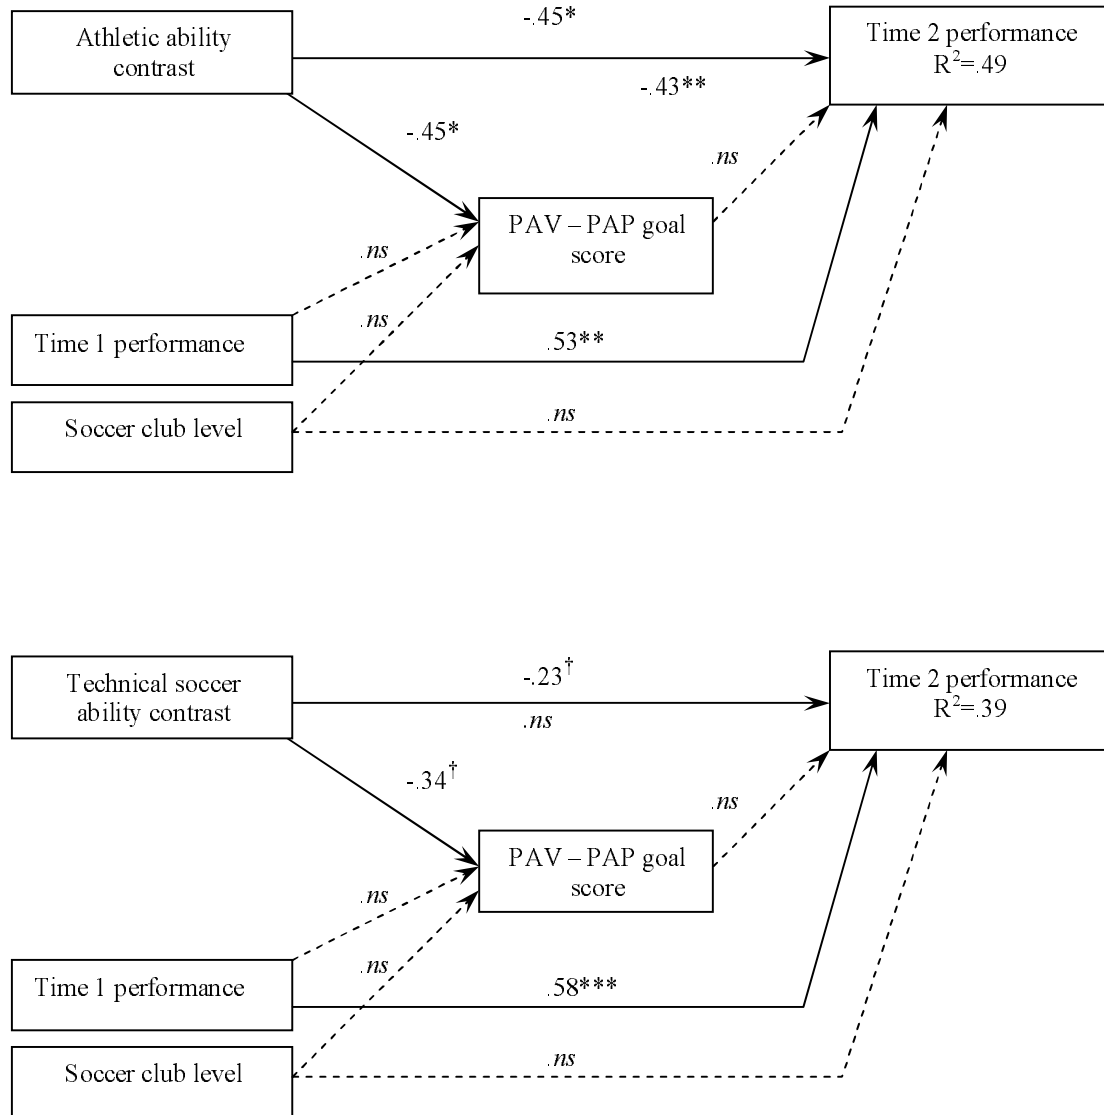 -.45*
Athletic ability
contrast
Time 2 performance
R²=.49
-.43**
-.45*
.ns
PAV – PAP goal
score
.ns
.ns
Time 1 performance
.53**
Soccer club level
.ns
Technical soccer
ability contrast
-.23†
.ns
Time 2 performance
R²=.39
-.34†
.ns
PAV – PAP goal
score
.ns
.ns
Time 1 performance
.58***
Soccer club level
.ns